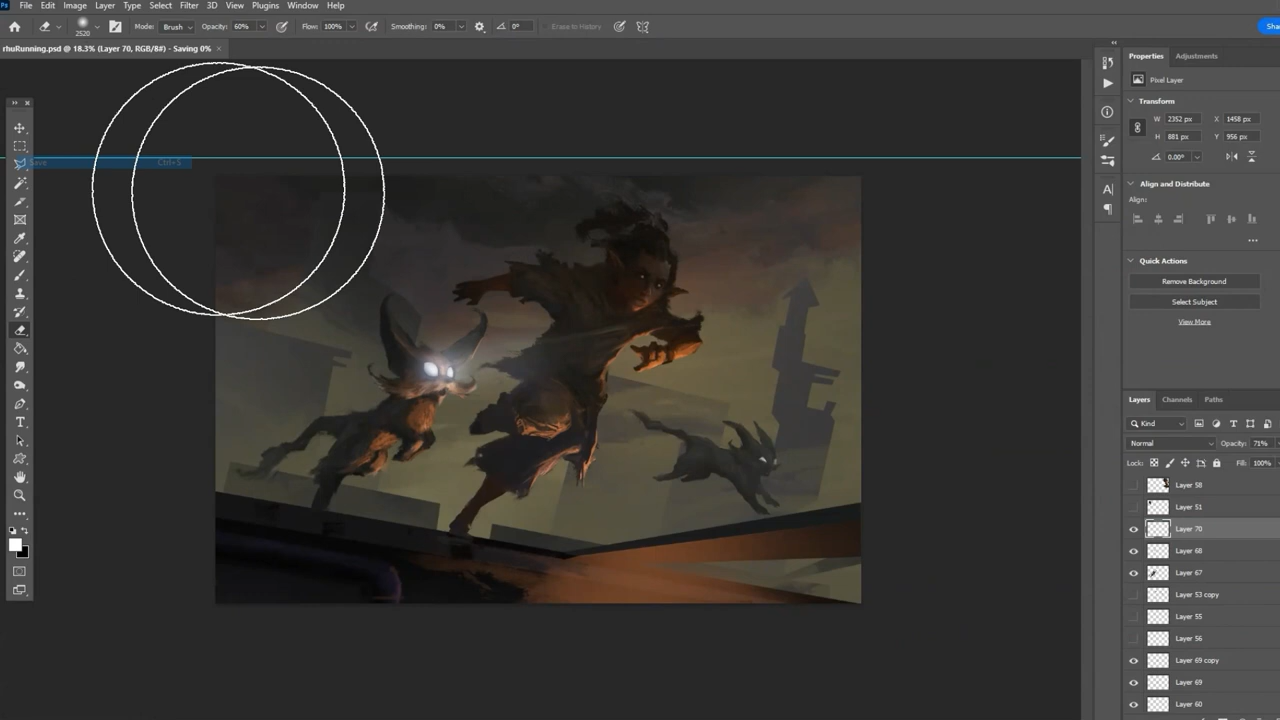 Ps File Edit Image Layer Type Select Filter 3D View Plugins Window Help
2520 Mode: Brush Opacity: 60% Flow: 100% Smoothing: 0% 0° Erase to History Sha
rhuRunning.psd @ 18.3% (Layer 70, RGB/8#) - Saving 0% ×
Save Ctrl+S
Properties Adjustments
Pixel Layer
Transform
W 2352 px X 1458 px
H 881 px Y 956 px
0.00°
Align and Distribute
Align:
Quick Actions
Remove Background
Select Subject
View More
Layers Channels Paths
Kind
Normal Opacity: 71%
Lock: Fill: 100%
Layer 58
Layer 51
Layer 70
Layer 68
Layer 67
Layer 53 copy
Layer 55
Layer 56
Layer 69 copy
Layer 69
Layer 60